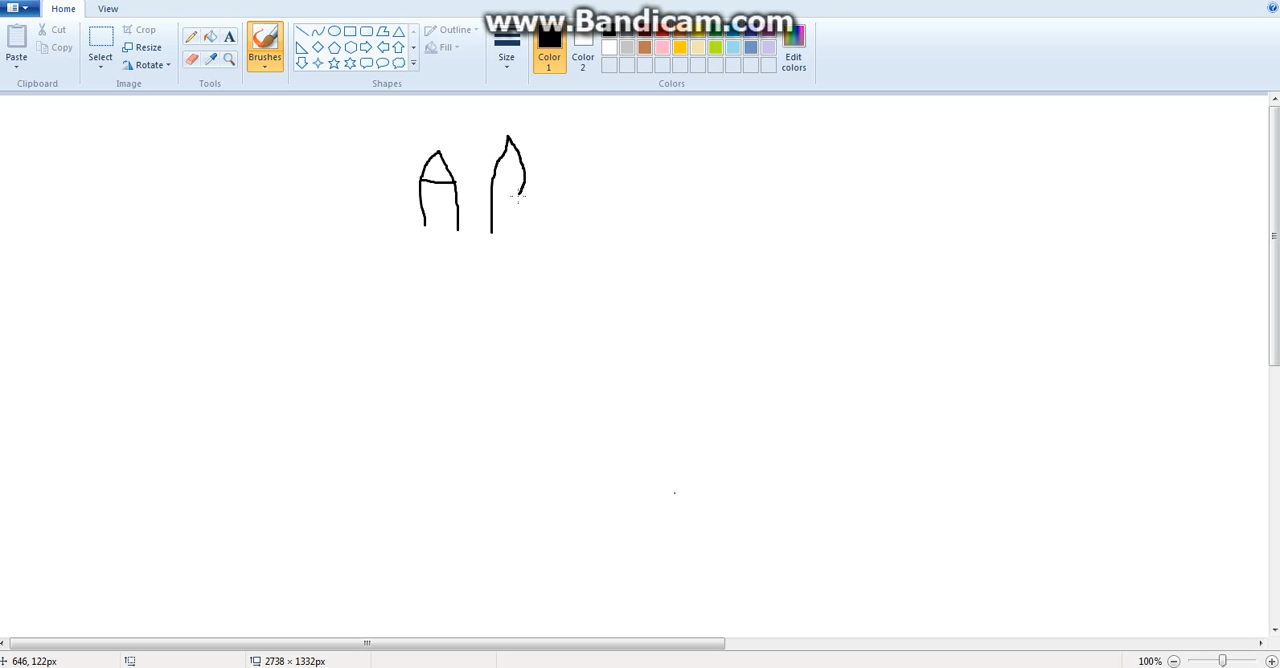 www.Bandicam.com
Home
View
Cut
Copy
Paste
Clipboard
Select
Crop
Resize
Rotate
Image
A
Tools
Brushes
Shapes
Outline
Fill
Size
Color
1
Color
2
Edit
colors
Colors
A
646, 122px
2738 × 1332px
100%